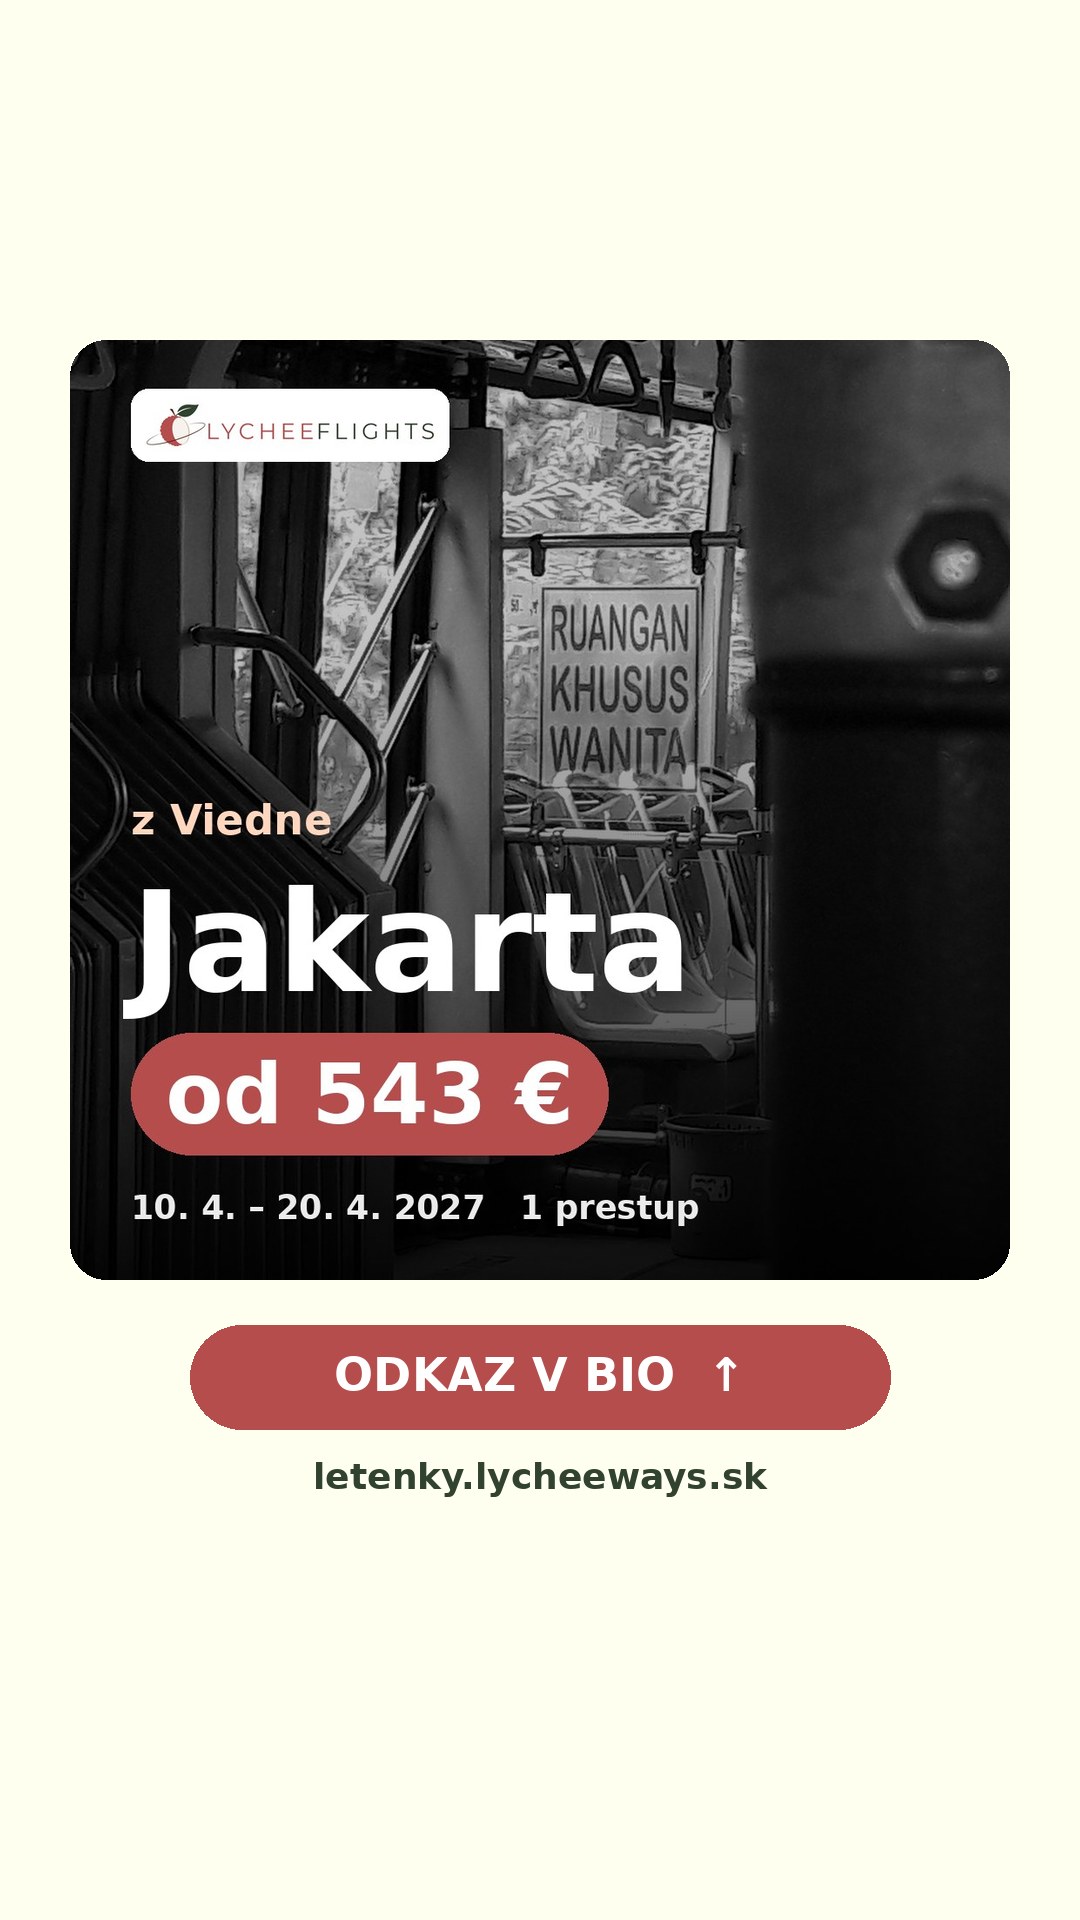 LYCHEEFLIGHTS
RUANGAN
KHUSUS
WANITA
z Viedne
Jakarta
od 543 €
10. 4. – 20. 4. 2027 1 prestup
ODKAZ V BIO ↑
letenky.lycheeways.sk